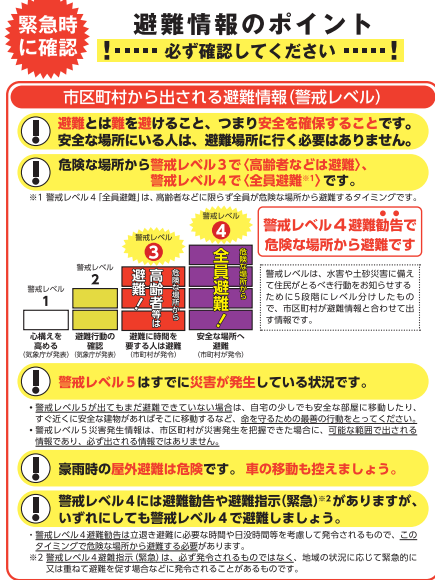 緊急時
に確認
避難情報のポイント
!･････ 必ず確認してください ･････!
市区町村から出される避難情報（警戒レベル）
避難とは難を避けること、つまり安全を確保することです。
安全な場所にいる人は、避難場所に行く必要はありません。
危険な場所から警戒レベル3で〈高齢者などは避難〉、
警戒レベル4で〈全員避難※1〉です。
※1 警戒レベル4「全員避難」は、高齢者などに限らず全員が危険な場所から避難するタイミングです。
警戒レベル
1
警戒レベル
2
警戒レベル
3
警戒レベル
4
危険な場所から
高齢者等は
避難！
危険な場所から
全員避難！
心構えを
高める
（気象庁が発表）
避難行動の
確認
（気象庁が発表）
避難に時間を
要する人は避難
（市町村が発令）
安全な場所へ
避難
（市町村が発令）
警戒レベル4避難勧告で
危険な場所から避難です
警戒レベルは、水害や土砂災害に備え
て住民がとるべき行動をお知らせする
ために5段階にレベル分けしたもの
で、市区町村が避難情報と合わせて出
す情報です。
警戒レベル5はすでに災害が発生している状況です。
・警戒レベル5が出てもまだ避難できていない場合は、自宅の少しでも安全な部屋に移動したり、
すぐ近くに安全な建物があればそこに移動するなど、命を守るための最善の行動をとってください。
・警戒レベル5災害発生情報は、市区町村が災害発生を把握できた場合に、可能な範囲で出される
情報であり、必ず出される情報ではありません。
豪雨時の屋外避難は危険です。車の移動も控えましょう。
警戒レベル4には避難勧告や避難指示（緊急）※2がありますが、
いずれにしても警戒レベル4で避難しましょう。
・警戒レベル4避難勧告は立退き避難に必要な時間や日没時間等を考慮して発令されるもので、この
タイミングで危険な場所から避難する必要があります。
※2 警戒レベル4避難指示（緊急）は、必ず発令されるものではなく、地域の状況に応じて緊急的に
又は重ねて避難を促す場合などに発令されることがあるものです。